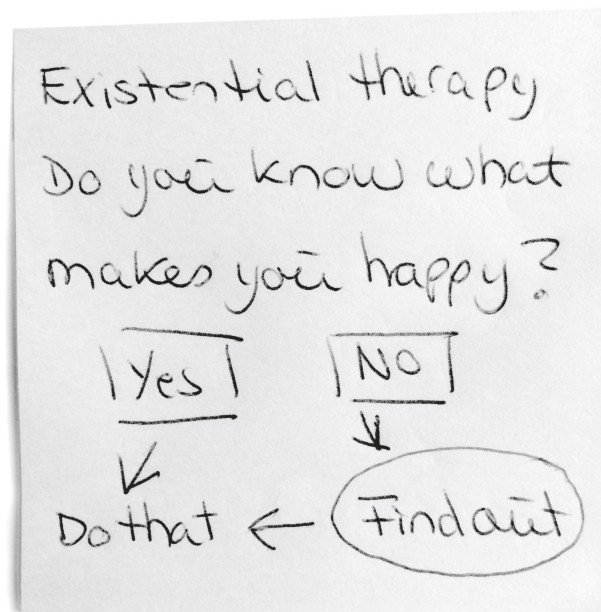 Existential therapy
Do you know what
makes you happy?
Yes NO
Do that Find out